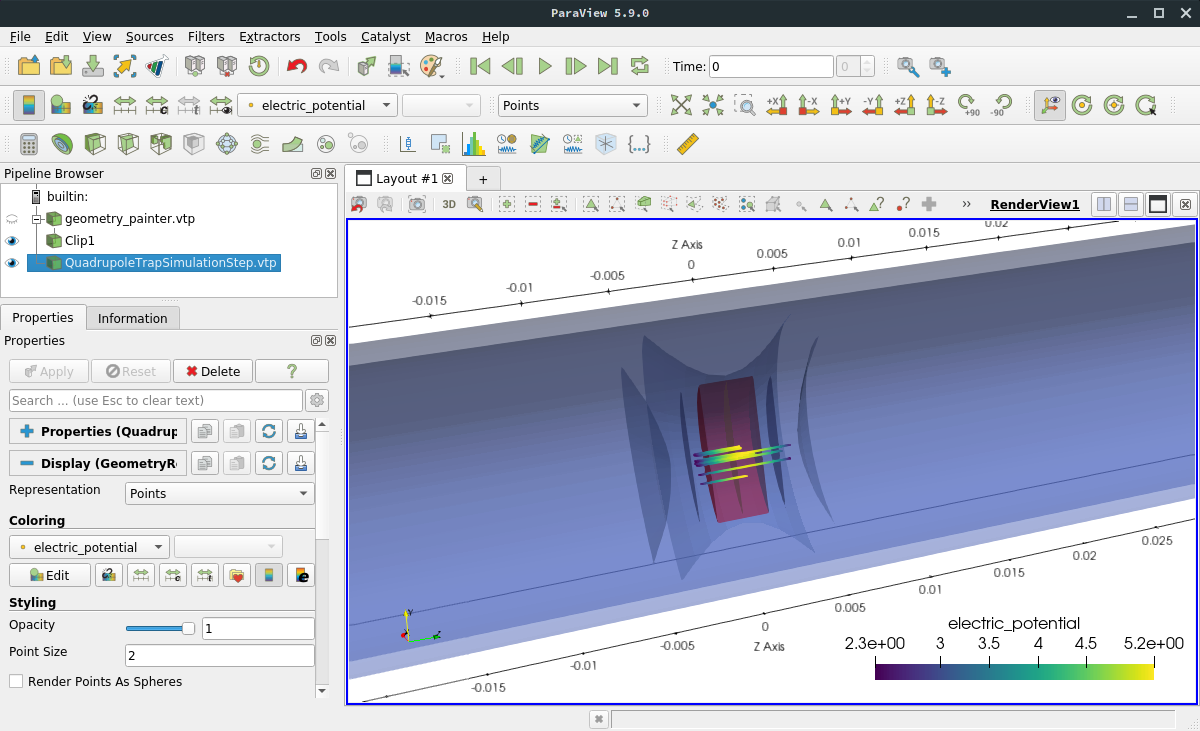 ParaView 5.9.0
File Edit View Sources Filters Extractors Tools Catalyst Macros Help
Time: 0 0
electric_potential Points +X -X +Y -Y +Z -Z +90 -90
Pipeline Browser
builtin:
geometry_painter.vtp
Clip1
QuadrupoleTrapSimulationStep.vtp
Properties Information
Properties
Apply Reset Delete ?
Search ... (use Esc to clear text)
Properties (Quadrup
Display (GeometryRe
Representation Points
Coloring
electric_potential
Edit
Styling
Opacity 1
Point Size 2
Render Points As Spheres
Layout #1 +
3D » RenderView1
Z Axis
-0.015 -0.01 -0.005 0 0.005 0.01 0.015 0.02
-0.015 -0.01 -0.005 0 0.005 0.01 0.015 0.02 0.025
Z Axis
Y
electric_potential
2.3e+00 3 3.5 4 4.5 5.2e+00